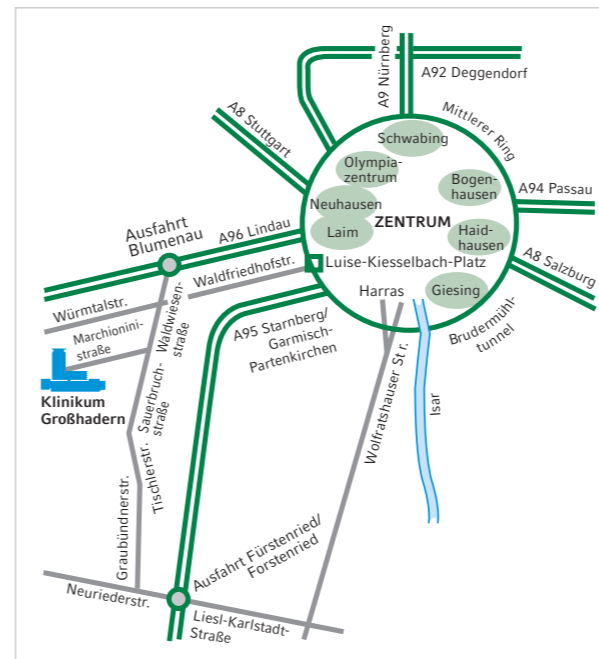 A9 Nürnberg
A92 Deggendorf
A8 Stuttgart
Mittlerer Ring
Schwabing
Olympia-
zentrum
Bogen-
hausen
A94 Passau
Neuhausen
ZENTRUM
Laim
Haid-
hausen
Ausfahrt
Blumenau
A96 Lindau
Waldfriedhofstr.
Luise-Kiesselbach-Platz
A8 Salzburg
Harras
Giesing
Brudermühl-
tunnel
Würmtalstr.
Marchionini-
straße
Waldwiesen-
straße
Sauerbruch-
straße
A95 Starnberg/
Garmisch-
Partenkirchen
Wolfratshauser Str.
Isar
Klinikum
Großhadern
Tischlerstr.
Graubündnerstr.
Ausfahrt Fürstenried/
Forstenried
Neuriederstr.
Liesl-Karlstadt-
Straße